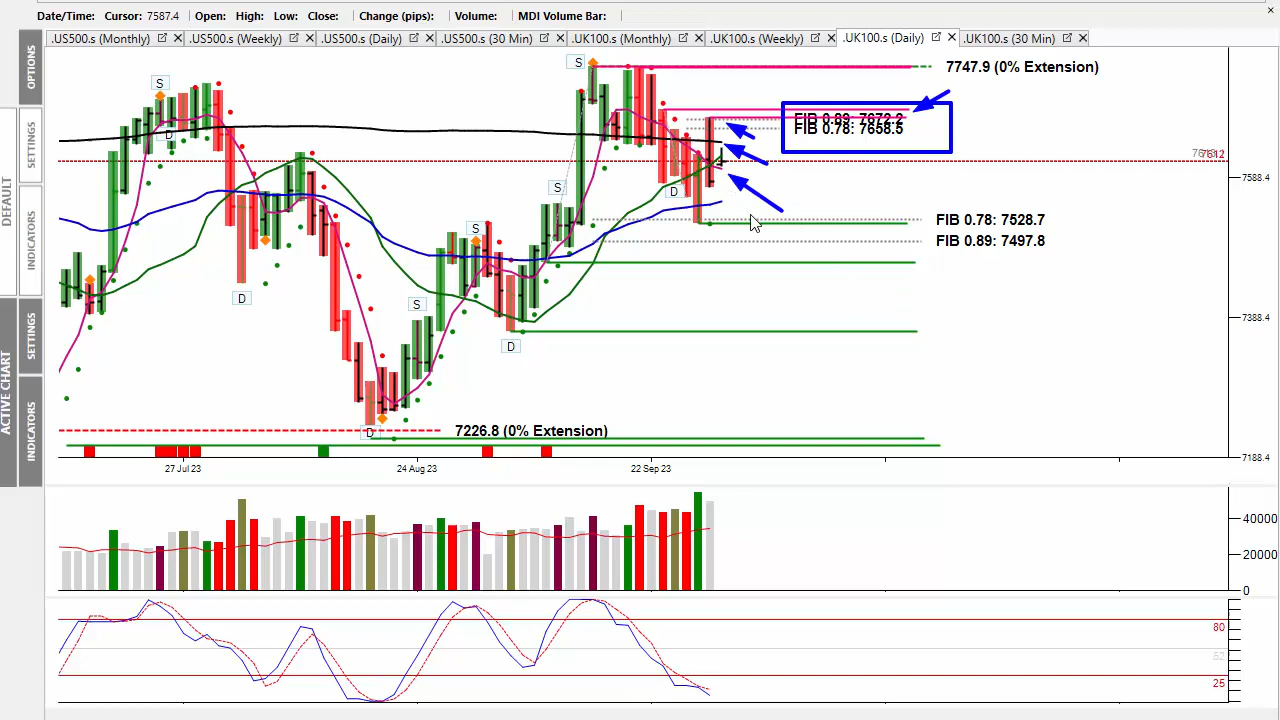 Date/Time: Cursor: 7587.4 Open: High: Low: Close: Change (pips): Volume: MDI Volume Bar:
.US500.s (Monthly) .US500.s (Weekly) .US500.s (Daily) .US500.s (30 Min) .UK100.s (Monthly) .UK100.s (Weekly) .UK100.s (Daily) .UK100.s (30 Min)
OPTIONS
SETTINGS
INDICATORS
DEFAULT
SETTINGS
INDICATORS
ACTIVE CHART
S
7747.9 (0% Extension)
S
FIB 0.89: 7672.5
FIB 0.78: 7658.5
D
7612
7588.4
S
D
FIB 0.78: 7528.7
S
FIB 0.89: 7497.8
D
S
7388.4
D
D
7226.8 (0% Extension)
7188.4
27 Jul 23
24 Aug 23
22 Sep 23
40000
20000
0
80
52
25